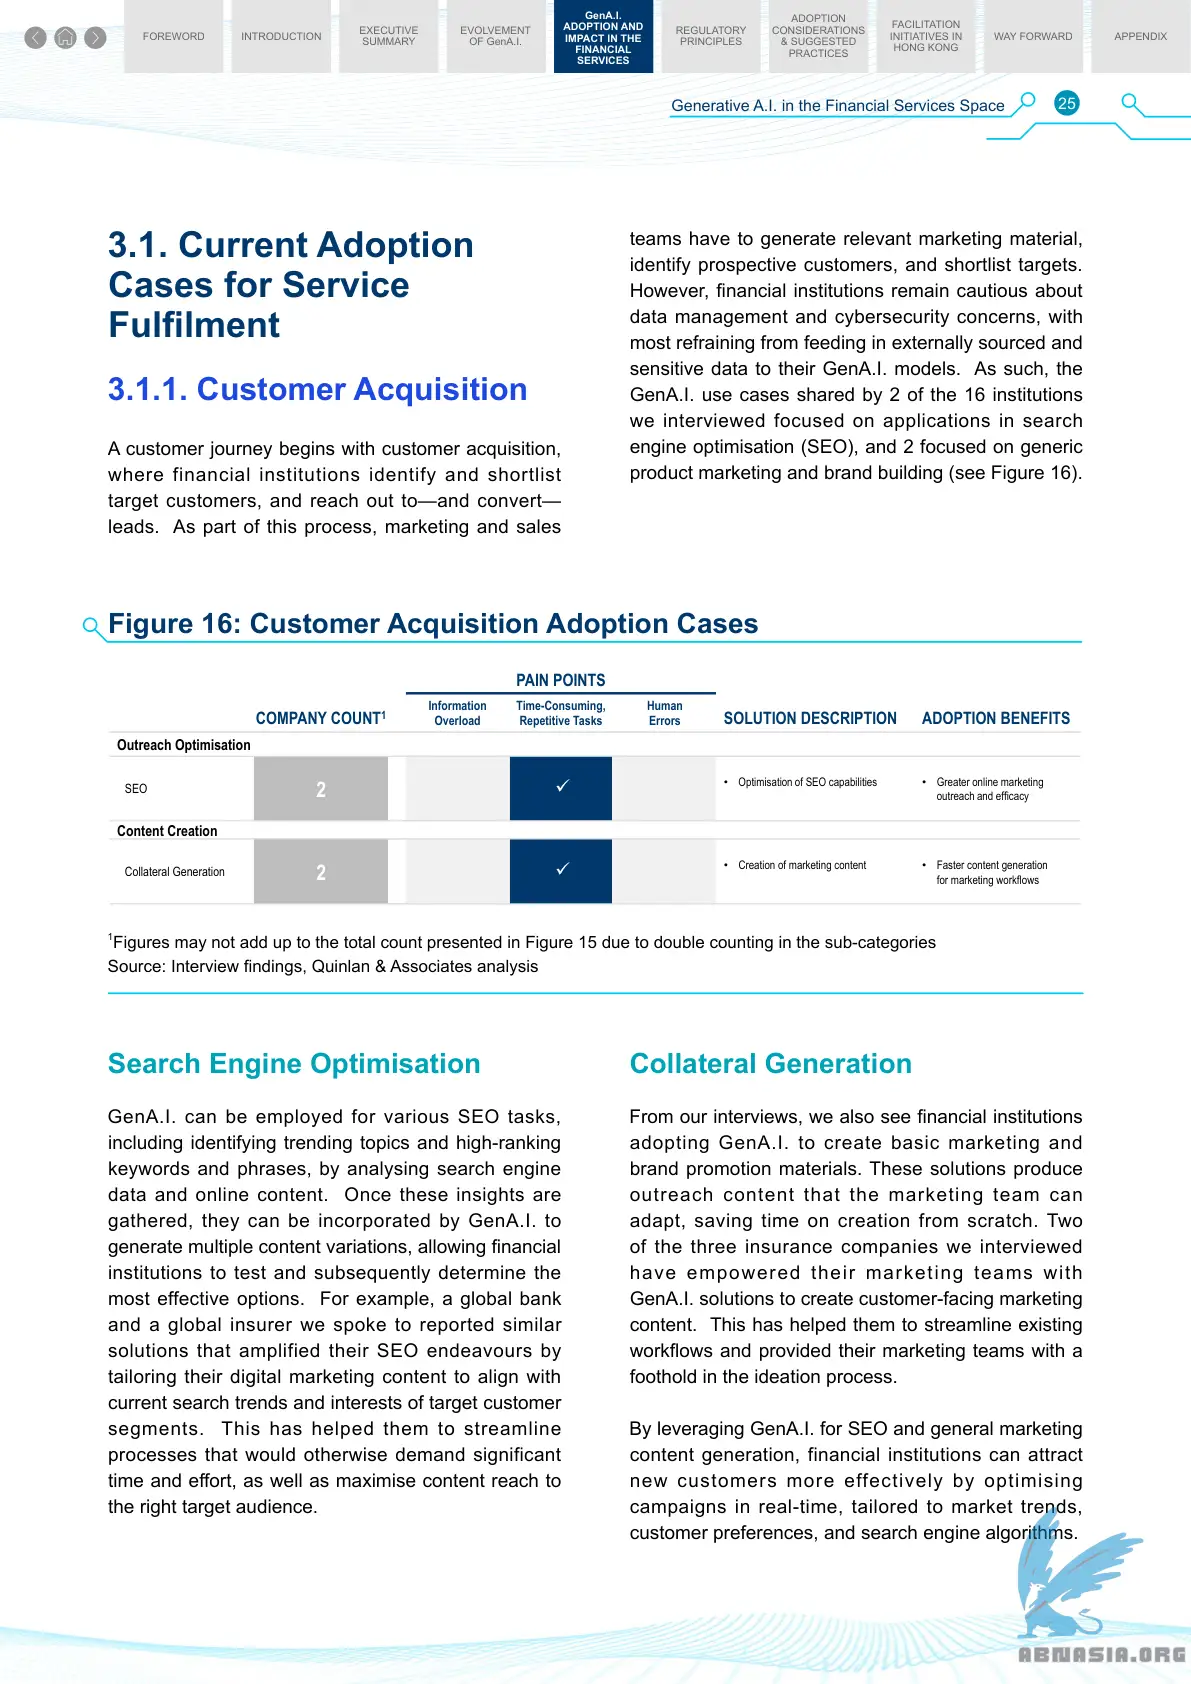 FOREWORD
INTRODUCTION
EXECUTIVE
SUMMARY
EVOLVEMENT
OF GenA.I.
GenA.I.
ADOPTION AND
IMPACT IN THE
FINANCIAL
SERVICES
REGULATORY
PRINCIPLES
ADOPTION
CONSIDERATIONS
& SUGGESTED
PRACTICES
FACILITATION
INITIATIVES IN
HONG KONG
WAY FORWARD
APPENDIX
Generative A.I. in the Financial Services Space
25
3.1. Current Adoption
Cases for Service
Fulfilment
3.1.1. Customer Acquisition
A customer journey begins with customer acquisition,
where financial institutions identify and shortlist
target customers, and reach out to—and convert—
leads. As part of this process, marketing and sales
teams have to generate relevant marketing material,
identify prospective customers, and shortlist targets.
However, financial institutions remain cautious about
data management and cybersecurity concerns, with
most refraining from feeding in externally sourced and
sensitive data to their GenA.I. models. As such, the
GenA.I. use cases shared by 2 of the 16 institutions
we interviewed focused on applications in search
engine optimisation (SEO), and 2 focused on generic
product marketing and brand building (see Figure 16).
Figure 16: Customer Acquisition Adoption Cases
PAIN POINTS
COMPANY COUNT¹
Information
Overload
Time-Consuming,
Repetitive Tasks
Human
Errors
SOLUTION DESCRIPTION
ADOPTION BENEFITS
Outreach Optimisation
SEO
2
✓
• Optimisation of SEO capabilities
• Greater online marketing
outreach and efficacy
Content Creation
Collateral Generation
2
✓
• Creation of marketing content
• Faster content generation
for marketing workflows
¹Figures may not add up to the total count presented in Figure 15 due to double counting in the sub-categories
Source: Interview findings, Quinlan & Associates analysis
Search Engine Optimisation
GenA.I. can be employed for various SEO tasks,
including identifying trending topics and high-ranking
keywords and phrases, by analysing search engine
data and online content. Once these insights are
gathered, they can be incorporated by GenA.I. to
generate multiple content variations, allowing financial
institutions to test and subsequently determine the
most effective options. For example, a global bank
and a global insurer we spoke to reported similar
solutions that amplified their SEO endeavours by
tailoring their digital marketing content to align with
current search trends and interests of target customer
segments. This has helped them to streamline
processes that would otherwise demand significant
time and effort, as well as maximise content reach to
the right target audience.
Collateral Generation
From our interviews, we also see financial institutions
adopting GenA.I. to create basic marketing and
brand promotion materials. These solutions produce
outreach content that the marketing team can
adapt, saving time on creation from scratch. Two
of the three insurance companies we interviewed
have empowered their marketing teams with
GenA.I. solutions to create customer-facing marketing
content. This has helped them to streamline existing
workflows and provided their marketing teams with a
foothold in the ideation process.
By leveraging GenA.I. for SEO and general marketing
content generation, financial institutions can attract
new customers more effectively by optimising
campaigns in real-time, tailored to market trends,
customer preferences, and search engine algorithms.
ABNASIA.ORG